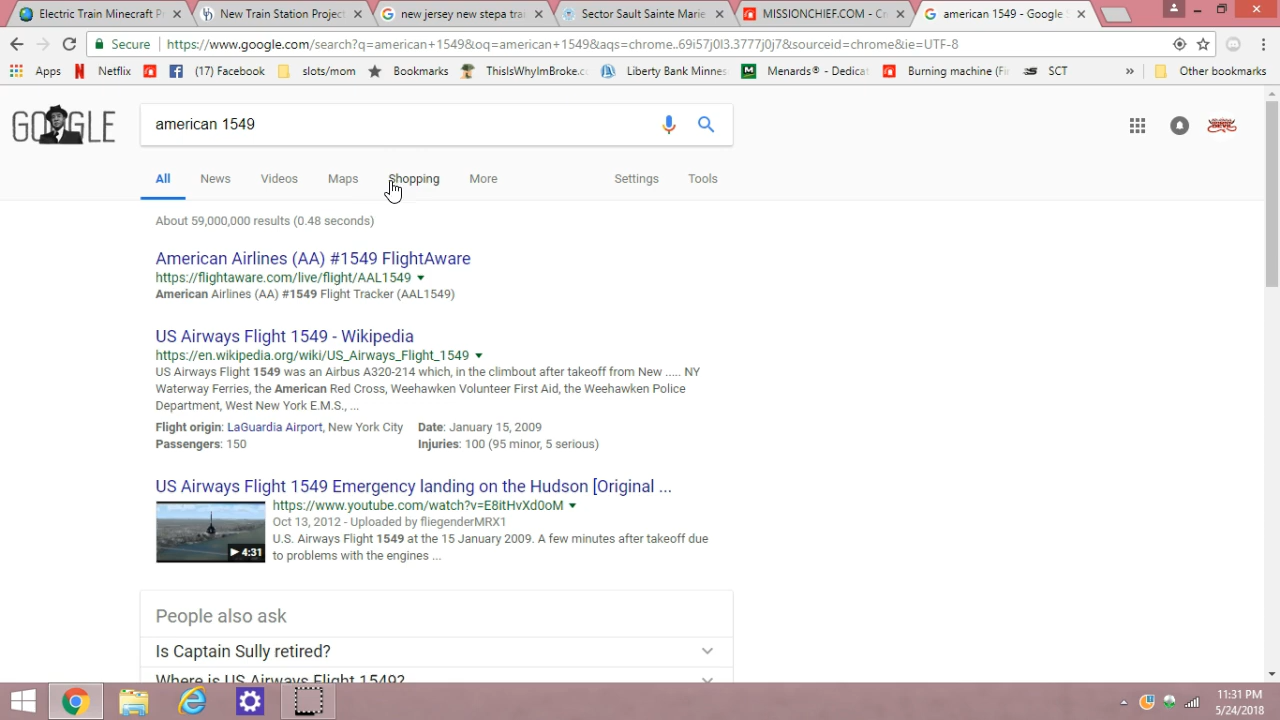 Electric Train Minecraft P
New Train Station Project
new jersey new stepa tra
Sector Sault Sainte Marie
MISSIONCHIEF.COM - Cr
american 1549 - Google S
Secure
https://www.google.com/search?q=american+1549&oq=american+1549&aqs=chrome..69i57j0l3.3777j0j7&sourceid=chrome&ie=UTF-8
Apps
Netflix
(17) Facebook
slots/mom
Bookmarks
ThisIsWhyImBroke.c
Liberty Bank Minnes
Menards® - Dedicat
Burning machine (Fi
SCT
»
Other bookmarks
GOOGLE
american 1549
All
News
Videos
Maps
Shopping
More
Settings
Tools
About 59,000,000 results (0.48 seconds)
American Airlines (AA) #1549 FlightAware
https://flightaware.com/live/flight/AAL1549
American Airlines (AA) #1549 Flight Tracker (AAL1549)
US Airways Flight 1549 - Wikipedia
https://en.wikipedia.org/wiki/US_Airways_Flight_1549
US Airways Flight 1549 was an Airbus A320-214 which, in the climbout after takeoff from New ..... NY
Waterway Ferries, the American Red Cross, Weehawken Volunteer First Aid, the Weehawken Police
Department, West New York E.M.S., ...
Flight origin: LaGuardia Airport, New York City
Date: January 15, 2009
Passengers: 150
Injuries: 100 (95 minor, 5 serious)
US Airways Flight 1549 Emergency landing on the Hudson [Original ...
https://www.youtube.com/watch?v=E8itHvXd0oM
Oct 13, 2012 - Uploaded by fliegenderMRX1
U.S. Airways Flight 1549 at the 15 January 2009. A few minutes after takeoff due
to problems with the engines ...
4:31
People also ask
Is Captain Sully retired?
Where is US Airways Flight 1549?
11:31 PM
5/24/2018